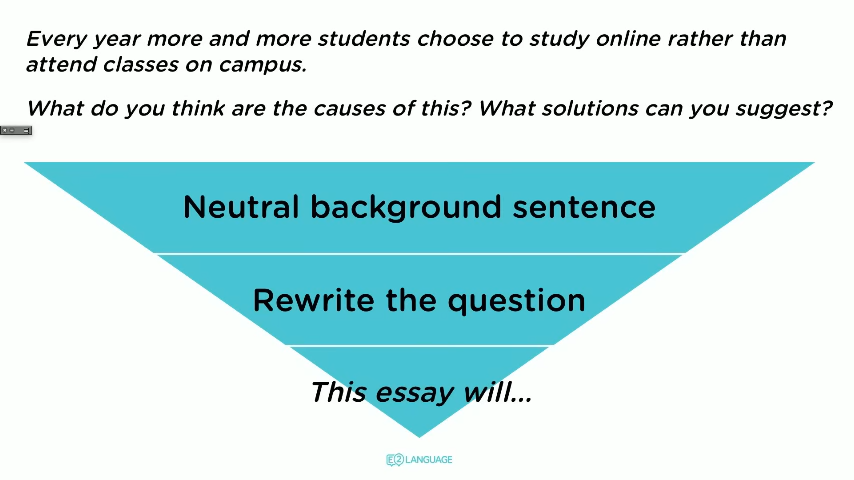 Every year more and more students choose to study online rather than
attend classes on campus.
What do you think are the causes of this? What solutions can you suggest?
Neutral background sentence
Rewrite the question
This essay will...
E2 LANGUAGE